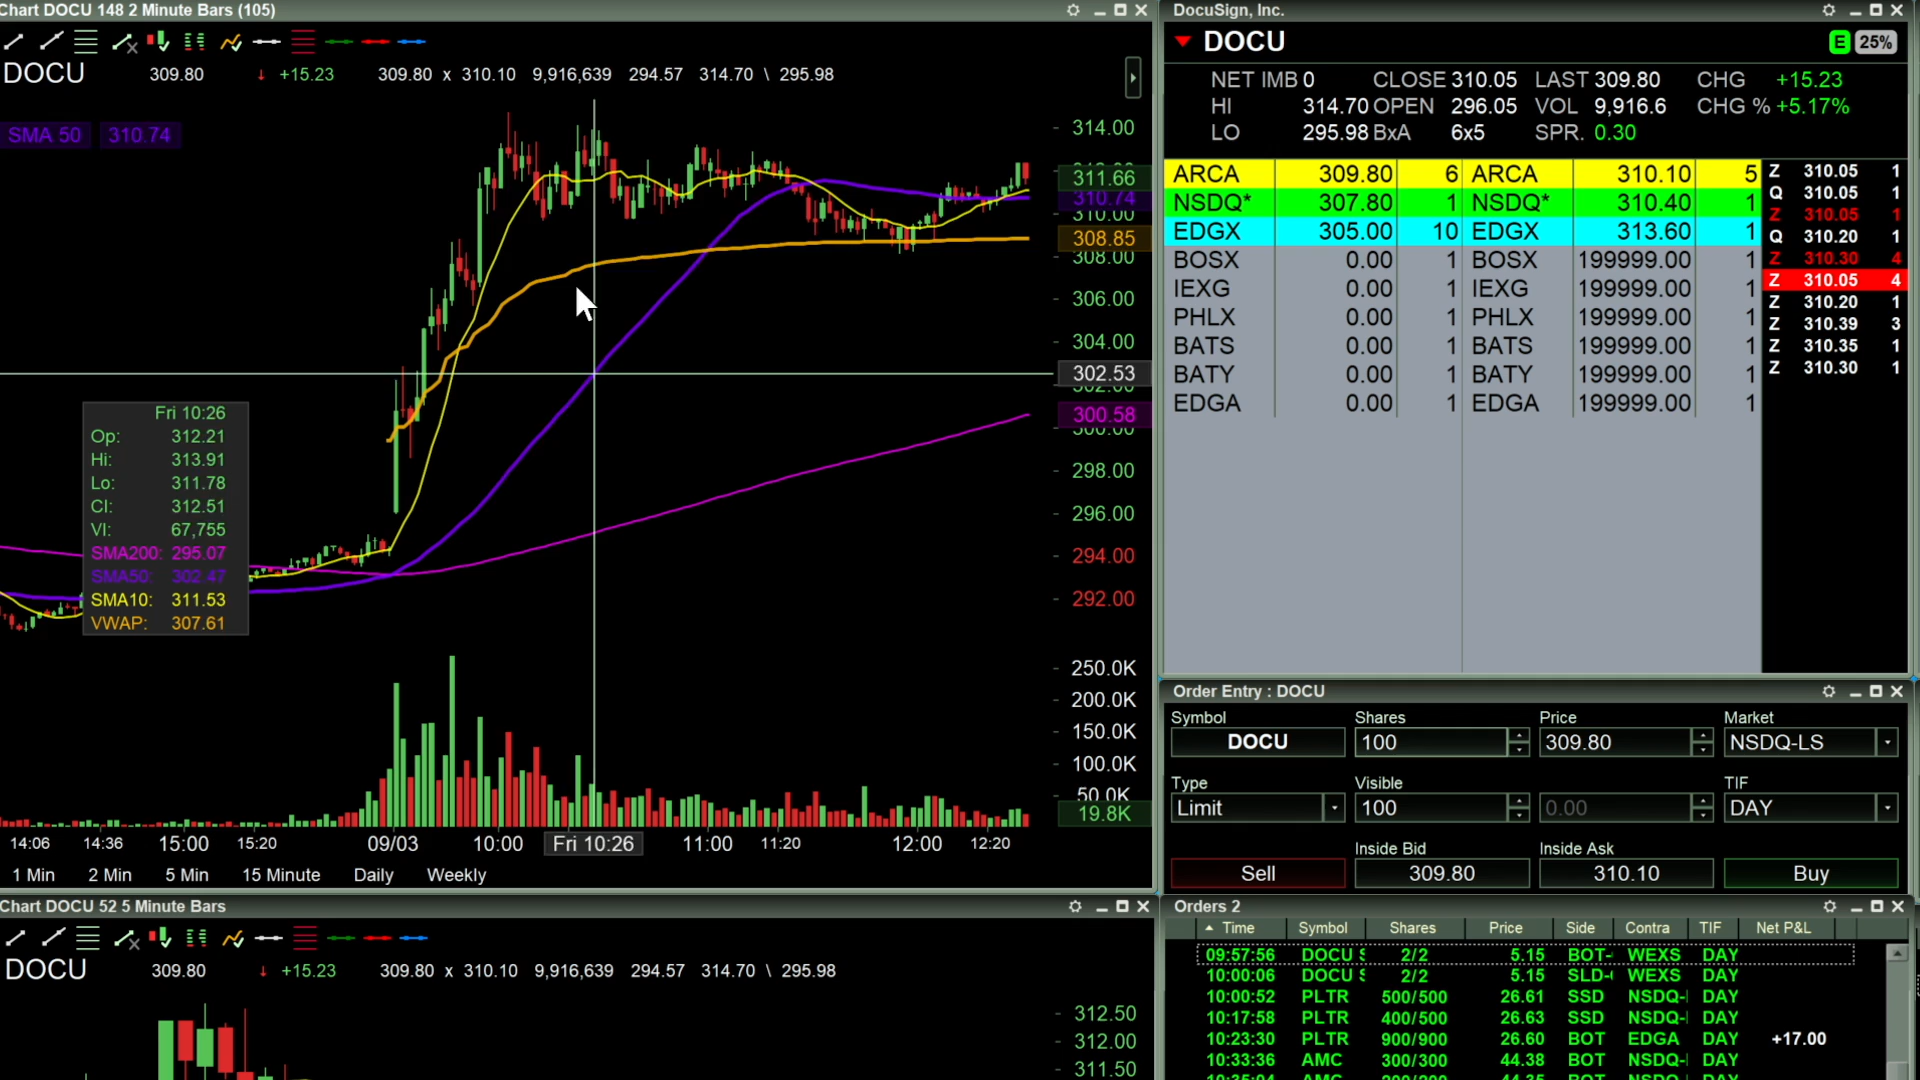 Chart DOCU 148 2 Minute Bars (105)
DOCU 309.80 ↓ +15.23 309.80 x 310.10 9,916,639 294.57 314.70 \ 295.98
SMA 50 310.74
314.00
311.66
310.74
310.00
308.85
308.00
306.00
304.00
302.53
302.00
300.58
300.00
298.00
296.00
294.00
292.00
Fri 10:26
Op: 312.21
Hi: 313.91
Lo: 311.78
Cl: 312.51
Vl: 67,755
SMA200: 295.07
SMA50: 302.47
SMA10: 311.53
VWAP: 307.61
250.0K
200.0K
150.0K
100.0K
50.0K
19.8K
14:06 14:36 15:00 15:20 09/03 10:00 Fri 10:26 11:00 11:20 12:00 12:20
1 Min 2 Min 5 Min 15 Minute Daily Weekly
Chart DOCU 52 5 Minute Bars
DOCU 309.80 ↓ +15.23 309.80 x 310.10 9,916,639 294.57 314.70 \ 295.98
312.50
312.00
311.50
DocuSign, Inc.
DOCU E 25%
NET IMB 0 CLOSE 310.05 LAST 309.80 CHG +15.23
HI 314.70 OPEN 296.05 VOL 9,916.6 CHG % +5.17%
LO 295.98 BxA 6x5 SPR. 0.30
ARCA 309.80 6 ARCA 310.10 5
NSDQ* 307.80 1 NSDQ* 310.40 1
EDGX 305.00 10 EDGX 313.60 1
BOSX 0.00 1 BOSX 199999.00 1
IEXG 0.00 1 IEXG 199999.00 1
PHLX 0.00 1 PHLX 199999.00 1
BATS 0.00 1 BATS 199999.00 1
BATY 0.00 1 BATY 199999.00 1
EDGA 0.00 1 EDGA 199999.00 1
Z 310.05 1
Q 310.05 1
Z 310.05 1
Q 310.20 1
Z 310.30 4
Z 310.05 4
Z 310.20 1
Z 310.39 3
Z 310.35 1
Z 310.30 1
Order Entry : DOCU
Symbol Shares Price Market
DOCU 100 309.80 NSDQ-LS
Type Visible TIF
Limit 100 0.00 DAY
Inside Bid Inside Ask
Sell 309.80 310.10 Buy
Orders 2
Time Symbol Shares Price Side Contra TIF Net P&L
09:57:56 DOCU 2/2 5.15 BOT- WEXS DAY
10:00:06 DOCU 2/2 5.15 SLD- WEXS DAY
10:00:52 PLTR 500/500 26.61 SSD NSDQ- DAY
10:17:58 PLTR 400/500 26.63 SSD NSDQ- DAY
10:23:30 PLTR 900/900 26.60 BOT EDGA DAY +17.00
10:33:36 AMC 300/300 44.38 BOT NSDQ- DAY